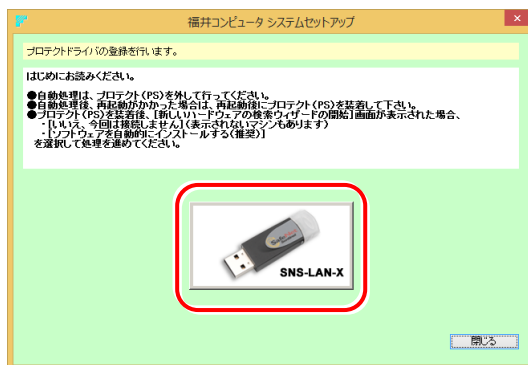 福井コンピュータ システムセットアップ
プロテクトドライバの登録を行います。
はじめにお読みください。
●自動処理は、プロテクト(PS)を外して行ってください。
●自動処理後、再起動がかかった場合は、再起動後にプロテクト(PS)を装着して下さい。
●プロテクト(PS)を装着後、[新しいハードウェアの検索ウィザードの開始]画面が表示された場合、
・[いいえ、今回は接続しません](表示されないマシンもあります)
・[ソフトウェアを自動的にインストールする(推奨)]
を選択して処理を進めてください。
SNS-LAN-X
閉じる